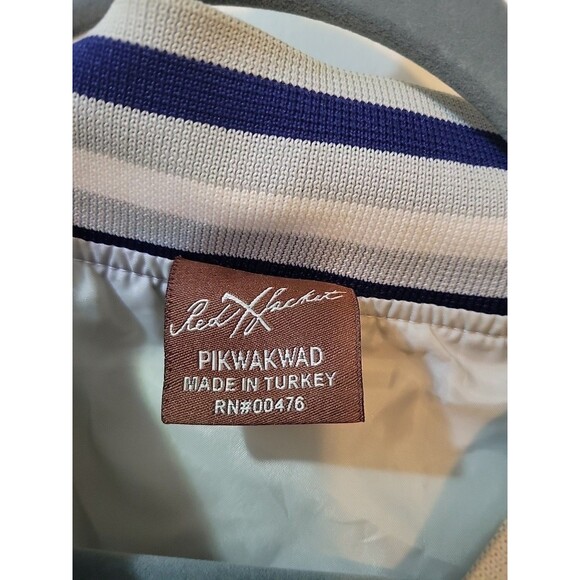 Red Jacket
PIKWAKWAD
MADE IN TURKEY
RN#00476